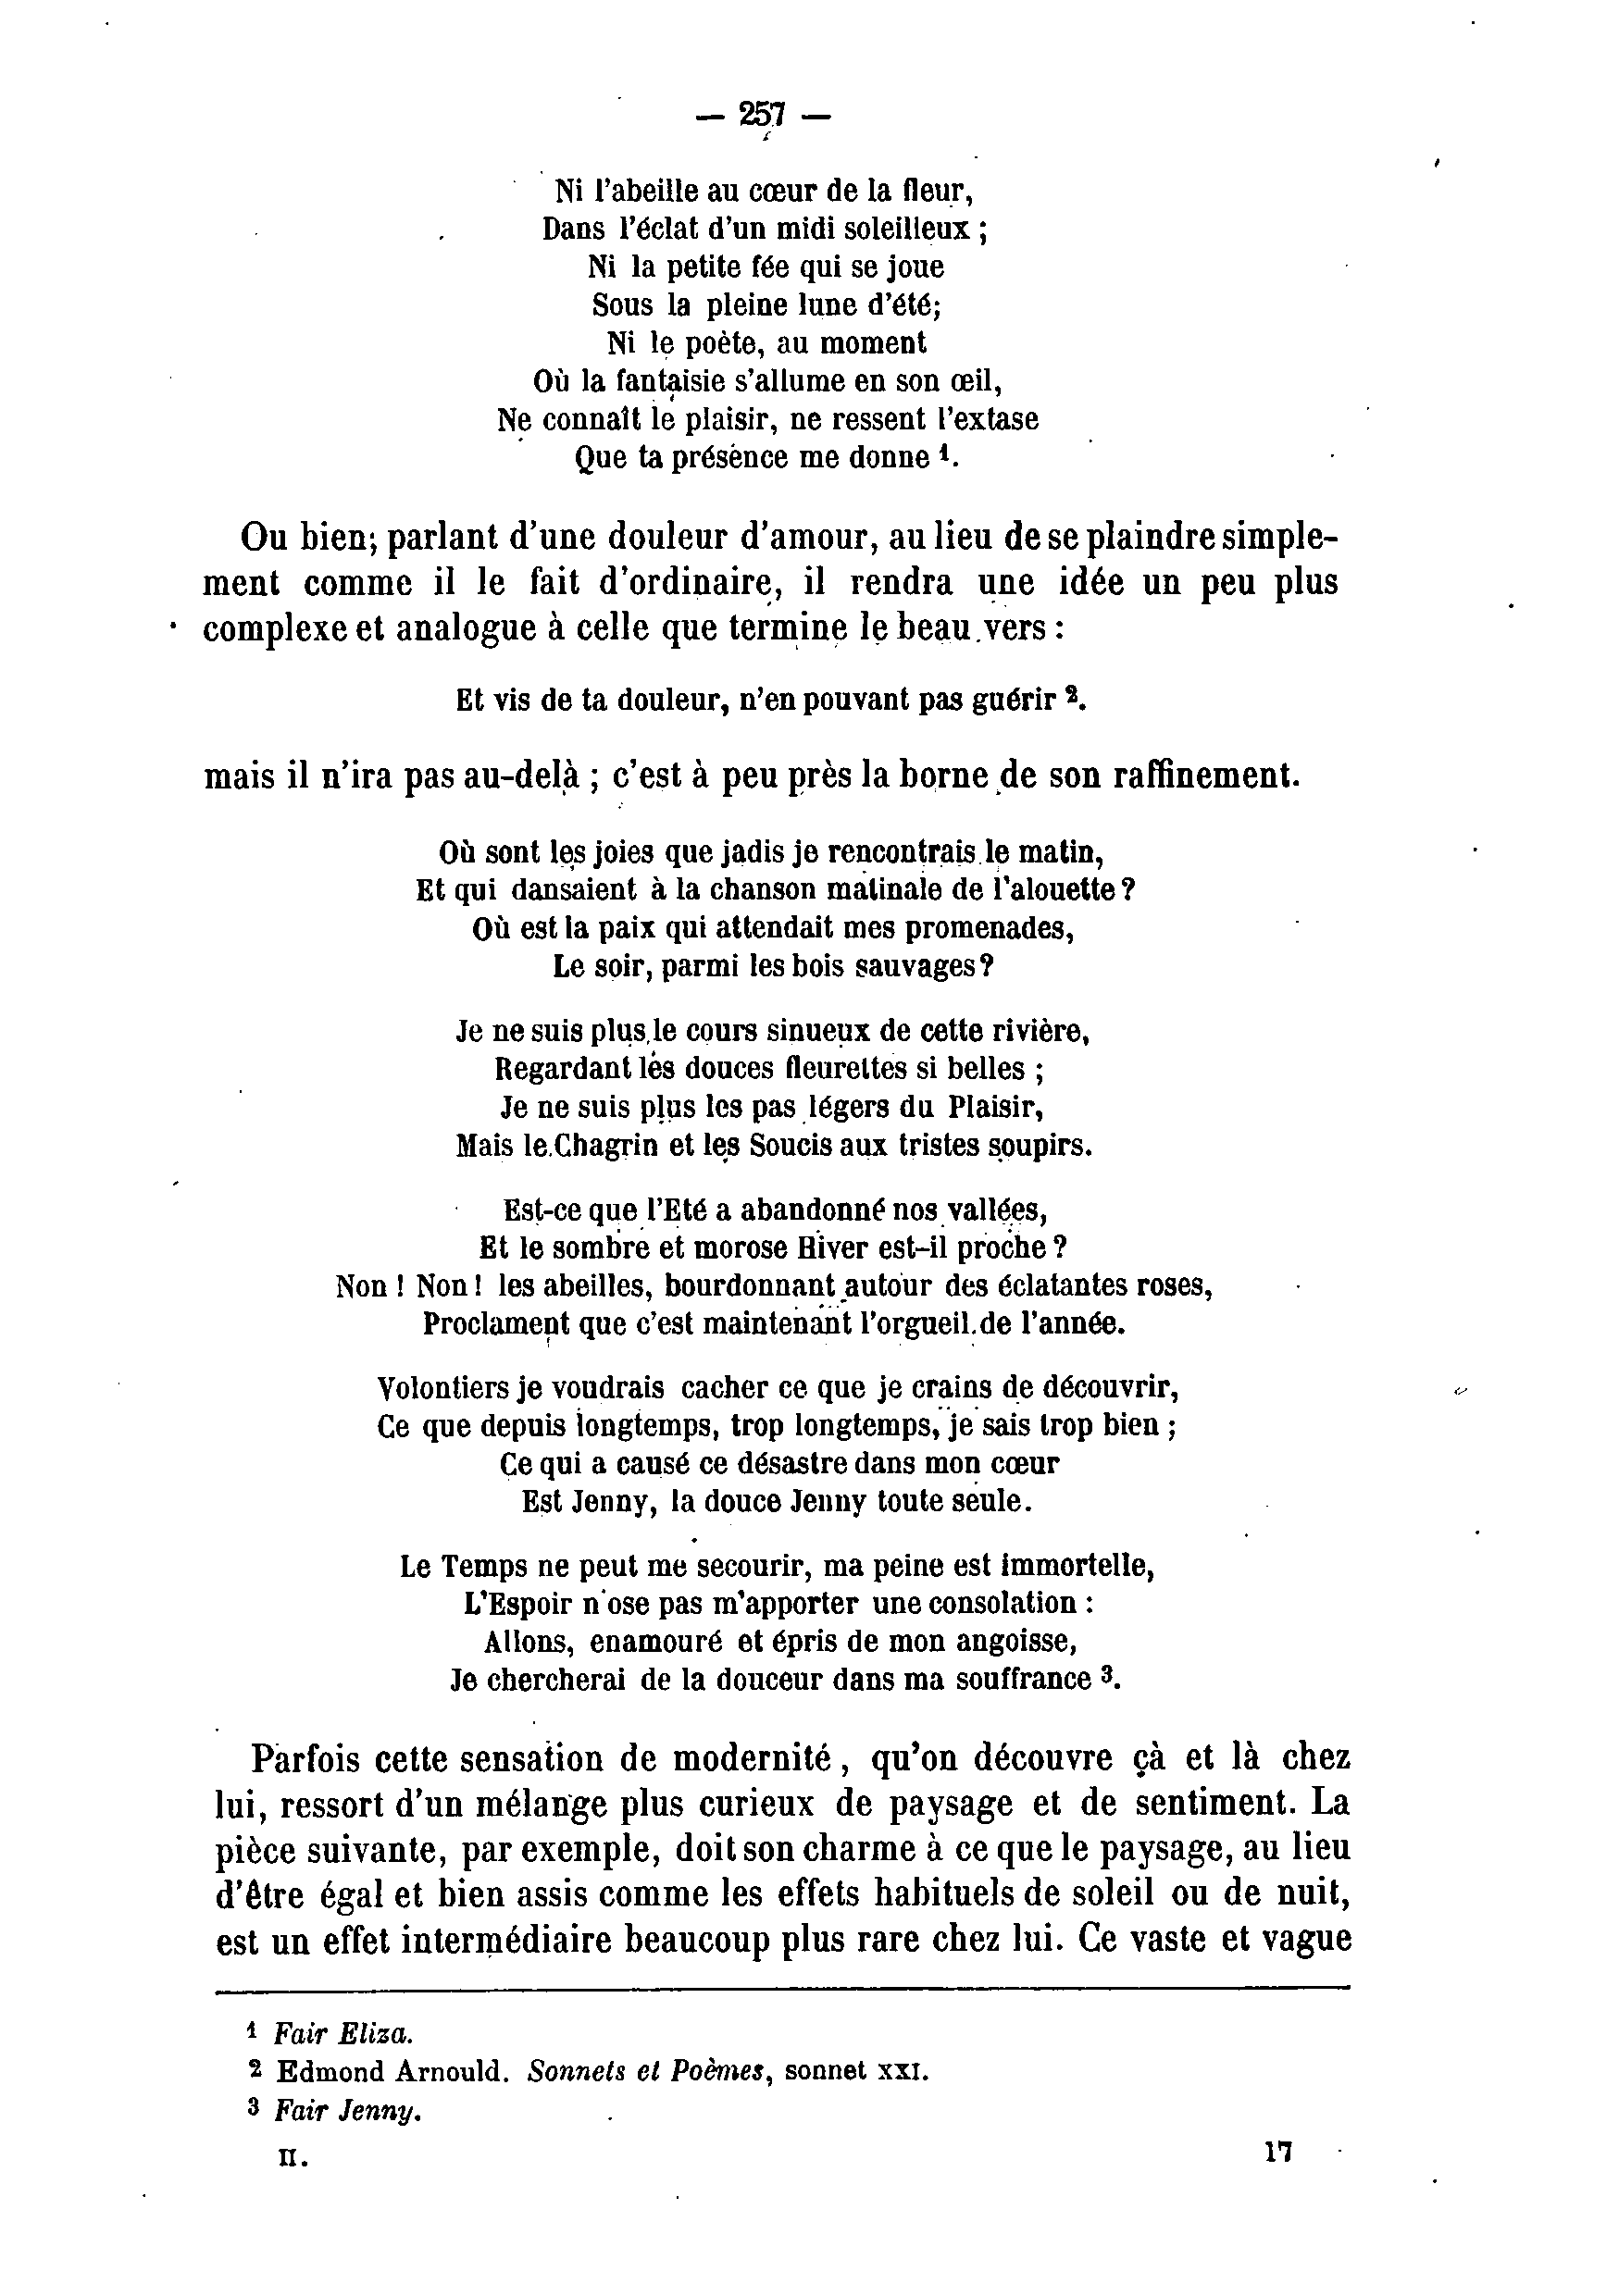 — 257 —
Ni l'abeille au cœur de la fleur,
Dans l'éclat d'un midi soleilleux ;
Ni la petite fée qui se joue
Sous la pleine lune d'été;
Ni le poète, au moment
Où la fantaisie s'allume en son œil,
Ne connaît le plaisir, ne ressent l'extase
Que ta présence me donne 1.
Ou bien; parlant d'une douleur d'amour, au lieu de se plaindre simple-
ment comme il le fait d'ordinaire, il rendra une idée un peu plus
complexe et analogue à celle que termine le beau vers :
Et vis de ta douleur, n'en pouvant pas guérir 2.
mais il n'ira pas au-delà ; c'est à peu près la borne de son raffinement.
Où sont les joies que jadis je rencontrais le matin,
Et qui dansaient à la chanson matinale de l'alouette ?
Où est la paix qui attendait mes promenades,
Le soir, parmi les bois sauvages?
Je ne suis plus le cours sinueux de cette rivière,
Regardant les douces fleurettes si belles ;
Je ne suis plus les pas légers du Plaisir,
Mais le Chagrin et les Soucis aux tristes soupirs.
Est-ce que l'Eté a abandonné nos vallées,
Et le sombre et morose Hiver est-il proche ?
Non ! Non ! les abeilles, bourdonnant autour des éclatantes roses,
Proclament que c'est maintenant l'orgueil de l'année.
Volontiers je voudrais cacher ce que je crains de découvrir,
Ce que depuis longtemps, trop longtemps, je sais trop bien ;
Ce qui a causé ce désastre dans mon cœur
Est Jenny, la douce Jenny toute seule.
Le Temps ne peut me secourir, ma peine est immortelle,
L'Espoir n'ose pas m'apporter une consolation :
Allons, enamouré et épris de mon angoisse,
Je chercherai de la douceur dans ma souffrance 3.
Parfois cette sensation de modernité, qu'on découvre çà et là chez
lui, ressort d'un mélange plus curieux de paysage et de sentiment. La
pièce suivante, par exemple, doit son charme à ce que le paysage, au lieu
d'être égal et bien assis comme les effets habituels de soleil ou de nuit,
est un effet intermédiaire beaucoup plus rare chez lui. Ce vaste et vague
1 Fair Eliza.
2 Edmond Arnould. Sonnets et Poèmes, sonnet XXI.
3 Fair Jenny.
II. 17